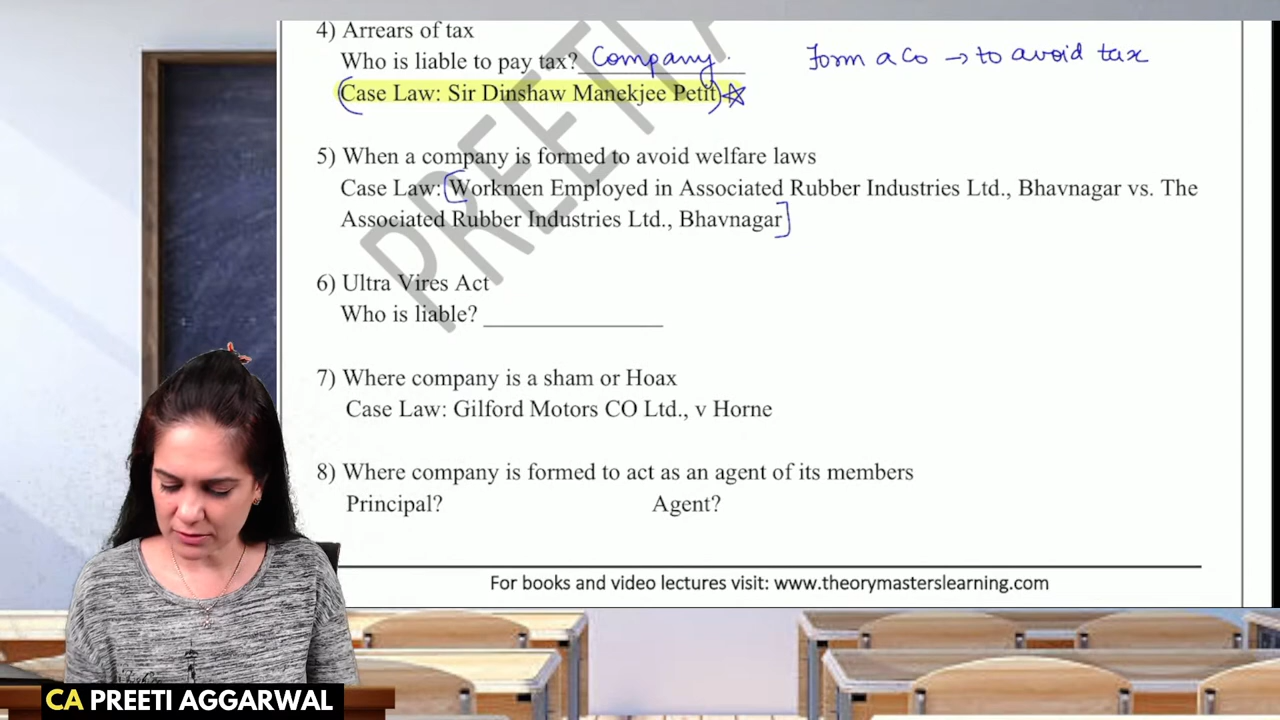 4) Arrears of tax
Who is liable to pay tax? Company. Form a Co → to avoid tax
(Case Law: Sir Dinshaw Manekjee Petit) ☆
5) When a company is formed to avoid welfare laws
Case Law: [Workmen Employed in Associated Rubber Industries Ltd., Bhavnagar vs. The
Associated Rubber Industries Ltd., Bhavnagar]
6) Ultra Vires Act
Who is liable? ______________
7) Where company is a sham or Hoax
Case Law: Gilford Motors CO Ltd., v Horne
8) Where company is formed to act as an agent of its members
Principal? Agent?
For books and video lectures visit: www.theorymasterslearning.com
CA PREETI AGGARWAL